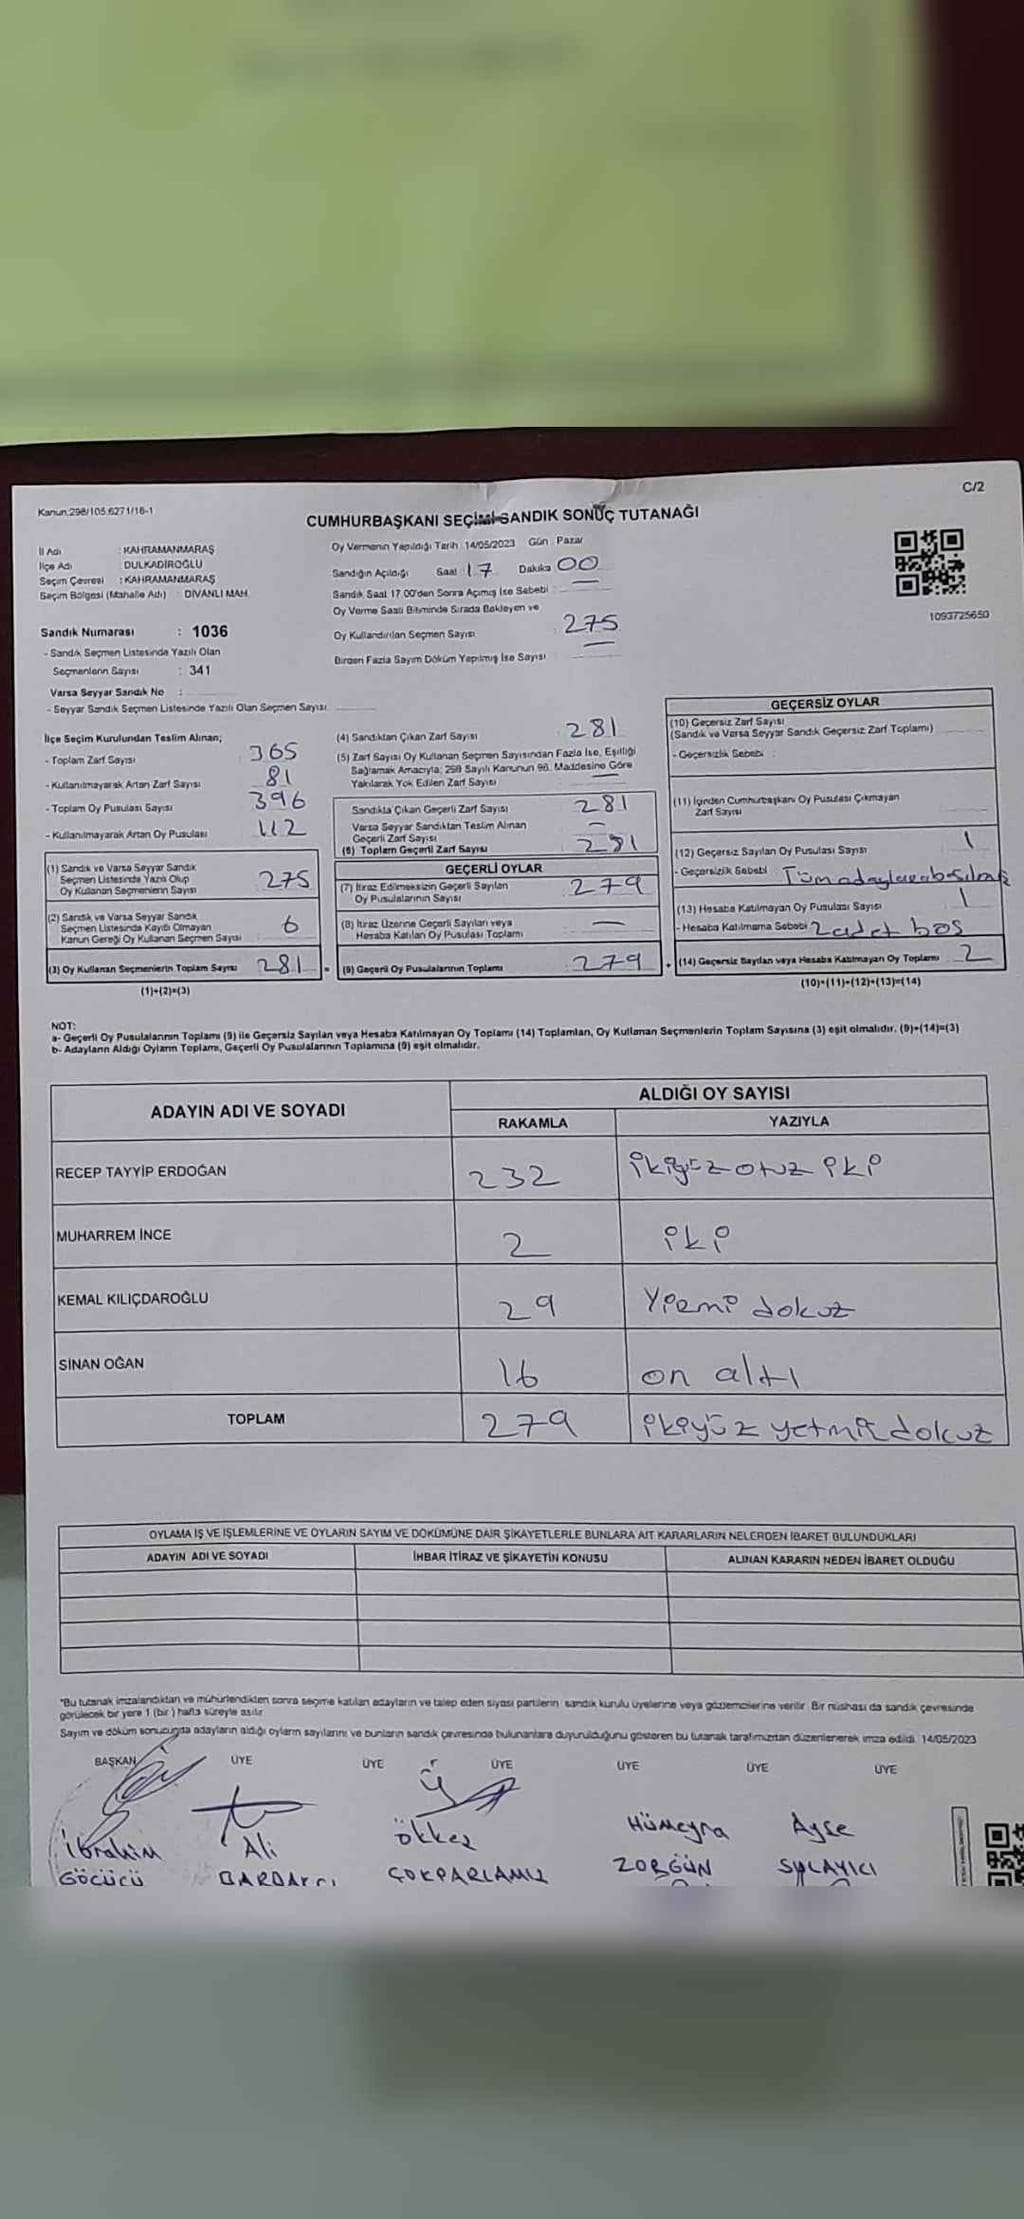 C/2
Kanun:298/105,6271/16-1
CUMHURBAŞKANI SEÇİMİ SANDIK SONUÇ TUTANAĞI
İl Adı : KAHRAMANMARAŞ
İlçe Adı DULKADİROĞLU
Seçim Çevresi : KAHRAMANMARAŞ
Seçim Bölgesi (Mahalle Adı) : DİVANLI MAH.
Oy Vermenin Yapıldığı Tarih : 14/05/2023 Gün : Pazar
Sandığın Açıldığı Saat 17 Dakika 00
Sandık Saat 17.00'den Sonra Açımış İse Sebebi : —
Oy Verme Saati Bitiminde Sırada Bekleyen ve
Oy Kullandırılan Seçmen Sayısı 275
Birden Fazla Sayım Döküm Yapılmış İse Sayısı —
1093725650
Sandık Numarası : 1036
- Sandık Seçmen Listesinde Yazılı Olan
Seçmenlerin Sayısı : 341
Varsa Seyyar Sandık No :
- Seyyar Sandık Seçmen Listesinde Yazılı Olan Seçmen Sayısı
İlçe Seçim Kurulundan Teslim Alınan;
- Toplam Zarf Sayısı 365
- Kullanılmayarak Artan Zarf Sayısı 81
- Toplam Oy Pusulası Sayısı 396
- Kullanılmayarak Artan Oy Pusulası 112
(1) Sandık ve Varsa Seyyar Sandık
Seçmen Listesinde Yazılı Olup
Oy Kullanan Seçmenlerin Sayısı 275
(2) Sandık ve Varsa Seyyar Sandık
Seçmen Listesinde Kayıtlı Olmayan
Kanun Gereği Oy Kullanan Seçmen Sayısı 6
(3) Oy Kullanan Seçmenlerin Toplam Sayısı 281
(1)+(2)=(3)
(4) Sandıktan Çıkan Zarf Sayısı 281
(5) Zarf Sayısı Oy Kullanan Seçmen Sayısından Fazla İse, Eşitliği
Sağlamak Amacıyla; 298 Sayılı Kanunun 98. Maddesine Göre
Yakılarak Yok Edilen Zarf Sayısı —
Sandıkta Çıkan Geçerli Zarf Sayısı 281
Varsa Seyyar Sandıktan Teslim Alınan
Geçerli Zarf Sayısı —
(6) Toplam Geçerli Zarf Sayısı 281
GEÇERLİ OYLAR
(7) İtiraz Edilmeksizin Geçerli Sayılan
Oy Pusulalarının Sayısı 279
(8) İtiraz Üzerine Geçerli Sayılan veya
Hesaba Katılan Oy Pusulası Toplamı —
(9) Geçerli Oy Pusulalarının Toplamı 279
GEÇERSİZ OYLAR
(10) Geçersiz Zarf Sayısı
(Sandık ve Varsa Seyyar Sandık Geçersiz Zarf Toplamı)
- Geçersizlik Sebebi :
(11) İçinden Cumhurbaşkanı Oy Pusulası Çıkmayan
Zarf Sayısı
(12) Geçersiz Sayılan Oy Pusulası Sayısı 1
- Geçersizlik Sebebi Tüm adaylara basılmak
(13) Hesaba Katılmayan Oy Pusulası Sayısı 1
- Hesaba Katılmama Sebebi 2 adet boş
(14) Geçersiz Sayılan veya Hesaba Katılmayan Oy Toplamı 2
(10)+(11)+(12)+(13)=(14)
NOT:
a- Geçerli Oy Pusulalarının Toplamı (9) ile Geçersiz Sayılan veya Hesaba Katılmayan Oy Toplamı (14) Toplamları, Oy Kullanan Seçmenlerin Toplam Sayısına (3) eşit olmalıdır. (9)+(14)=(3)
b- Adayların Aldığı Oyların Toplamı, Geçerli Oy Pusulalarının Toplamına (9) eşit olmalıdır.
ADAYIN ADI VE SOYADI ALDIĞI OY SAYISI
RAKAMLA YAZIYLA
RECEP TAYYİP ERDOĞAN 232 ikiyüz otuz iki
MUHARREM İNCE 2 iki
KEMAL KILIÇDAROĞLU 29 Yirmi dokuz
SİNAN OĞAN 16 on altı
TOPLAM 279 ikiyüz yetmiş dokuz
OYLAMA İŞ VE İŞLEMLERİNE VE OYLARIN SAYIM VE DÖKÜMÜNE DAİR ŞİKAYETLERLE BUNLARA AİT KARARLARIN NELERDEN İBARET BULUNDUKLARI
ADAYIN ADI VE SOYADI İHBAR İTİRAZ VE ŞİKAYETİN KONUSU ALINAN KARARIN NEDEN İBARET OLDUĞU
*Bu tutanak imzalandıktan ve mühürlendikten sonra seçime katılan adayların ve talep eden siyasi partilerin sandık kurulu üyelerine veya gözlemcilerine verilir. Bir nüshası da sandık çevresinde
görülecek bir yere 1 (bir) hafta süreyle asılır.
Sayım ve döküm sonucunda adayların aldığı oyların sayılarını ve bunların sandık çevresinde bulunanlara duyurulduğunu gösteren bu tutanak tarafımızdan düzenlenerek imza edildi. 14/05/2023
BAŞKAN ÜYE ÜYE ÜYE ÜYE ÜYE ÜYE
İbrahim Ali Ökkeş Hümeyra Ayşe
GÖCÜCÜ ÇOKPARLAMIŞ ZORGÜN